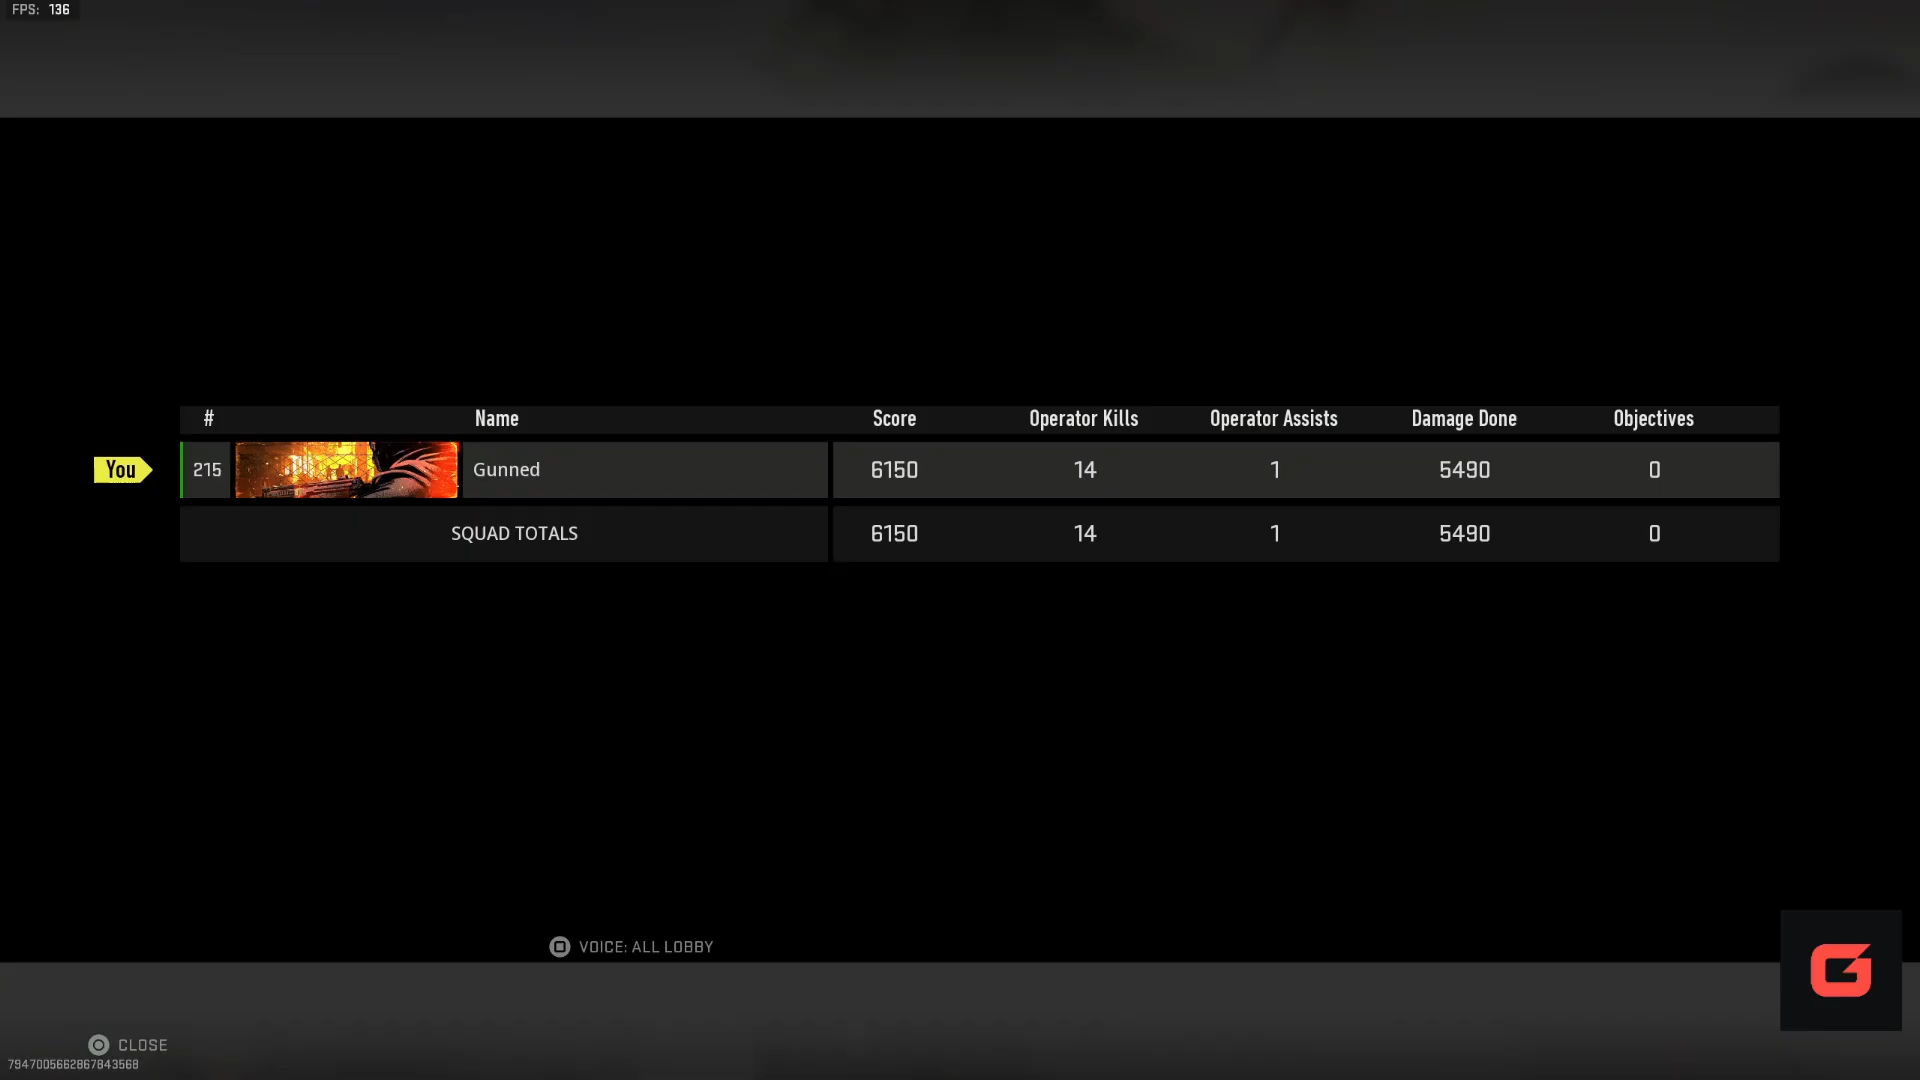 FPS: 136
# Name Score Operator Kills Operator Assists Damage Done Objectives
You 215 Gunned 6150 14 1 5490 0
SQUAD TOTALS 6150 14 1 5490 0
VOICE: ALL LOBBY
CLOSE
7947005662867843568